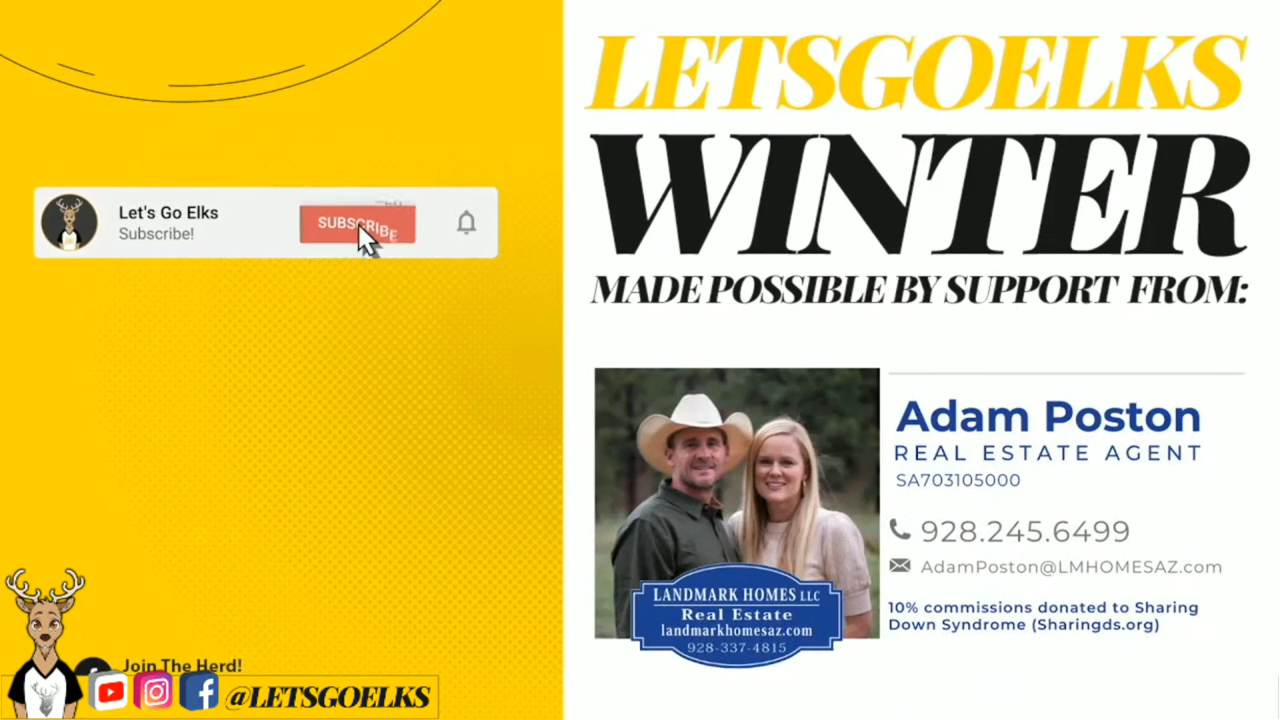 LETSGOELKS
WINTER
MADE POSSIBLE BY SUPPORT FROM:
Let's Go Elks
Subscribe!
SUBSCRIBE
Adam Poston
REAL ESTATE AGENT
SA703105000
928.245.6499
AdamPoston@LMHOMESAZ.com
10% commissions donated to Sharing
Down Syndrome (Sharingds.org)
LANDMARK HOMES LLC
Real Estate
landmarkhomesaz.com
928-337-4815
Join The Herd!
@LETSGOELKS